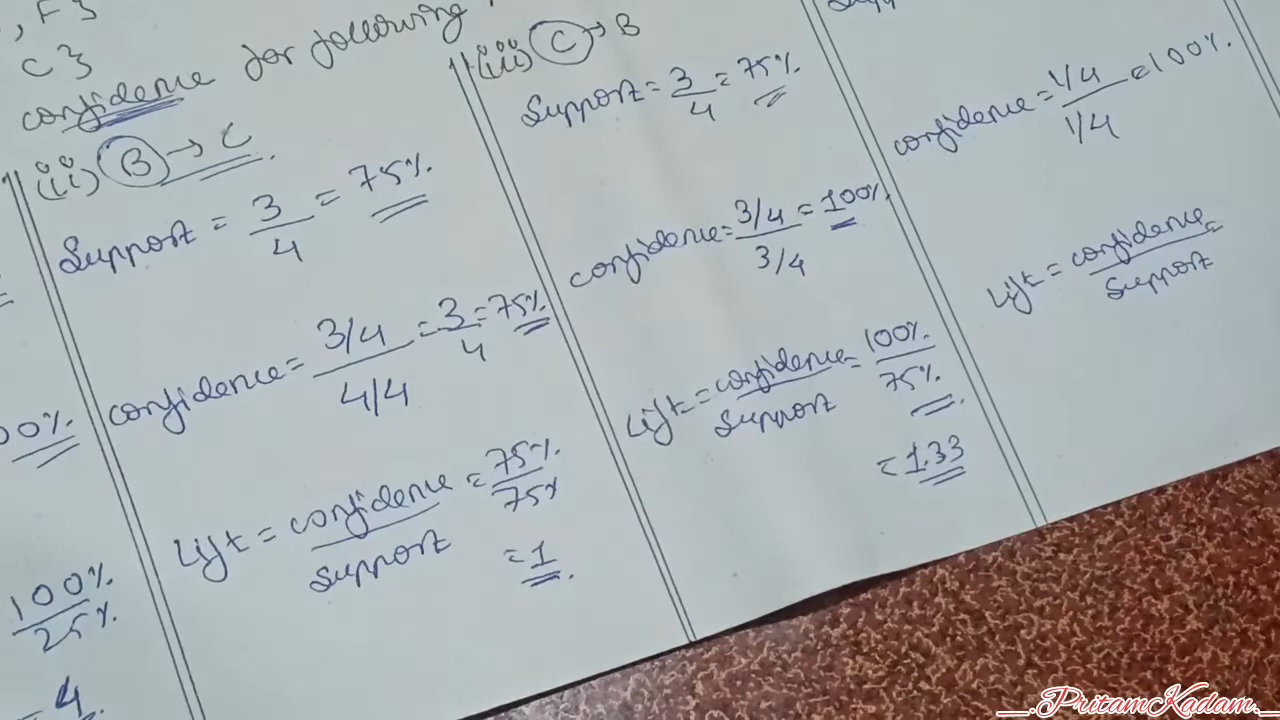 , F}
C}
confidence for following
00%
100%
25%
= 4
(ii) B → C
Support = 3/4 = 75%
confidence = 3/4 / 4/4 = 3/4 = 75%
Lift = confidence / support = 75% / 75%
= 1
(iii) C → B
Support = 3/4 = 75%
confidence = 3/4 / 3/4 = 100%
Lift = confidence / support = 100% / 75%
= 1.33
confidence = 1/4 / 1/4 = 100%
Lift = confidence / support =
__.PritamKadam.__